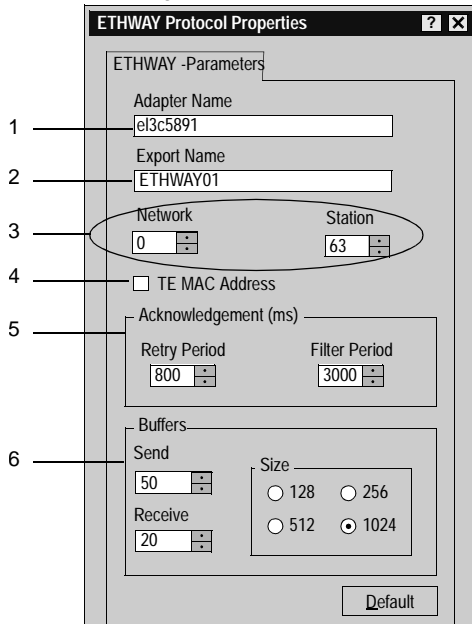 ETHWAY Protocol Properties ? X
ETHWAY -Parameters
Adapter Name
1 el3c5891
Export Name
2 ETHWAY01
Network Station
3 0 63
4 TE MAC Address
Acknowledgement (ms)
5
Retry Period Filter Period
800 3000
Buffers
6 Send
Size
50
128 256
Receive
512 1024
20
Default